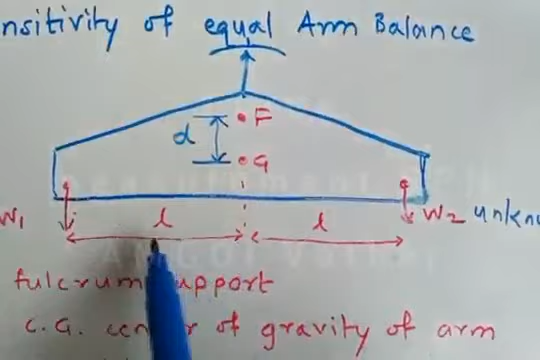 nsitivity of equal Arm Balance
F
d
G
W1 W2 unkn
l l
fulcrum support
C.G. center of gravity of arm